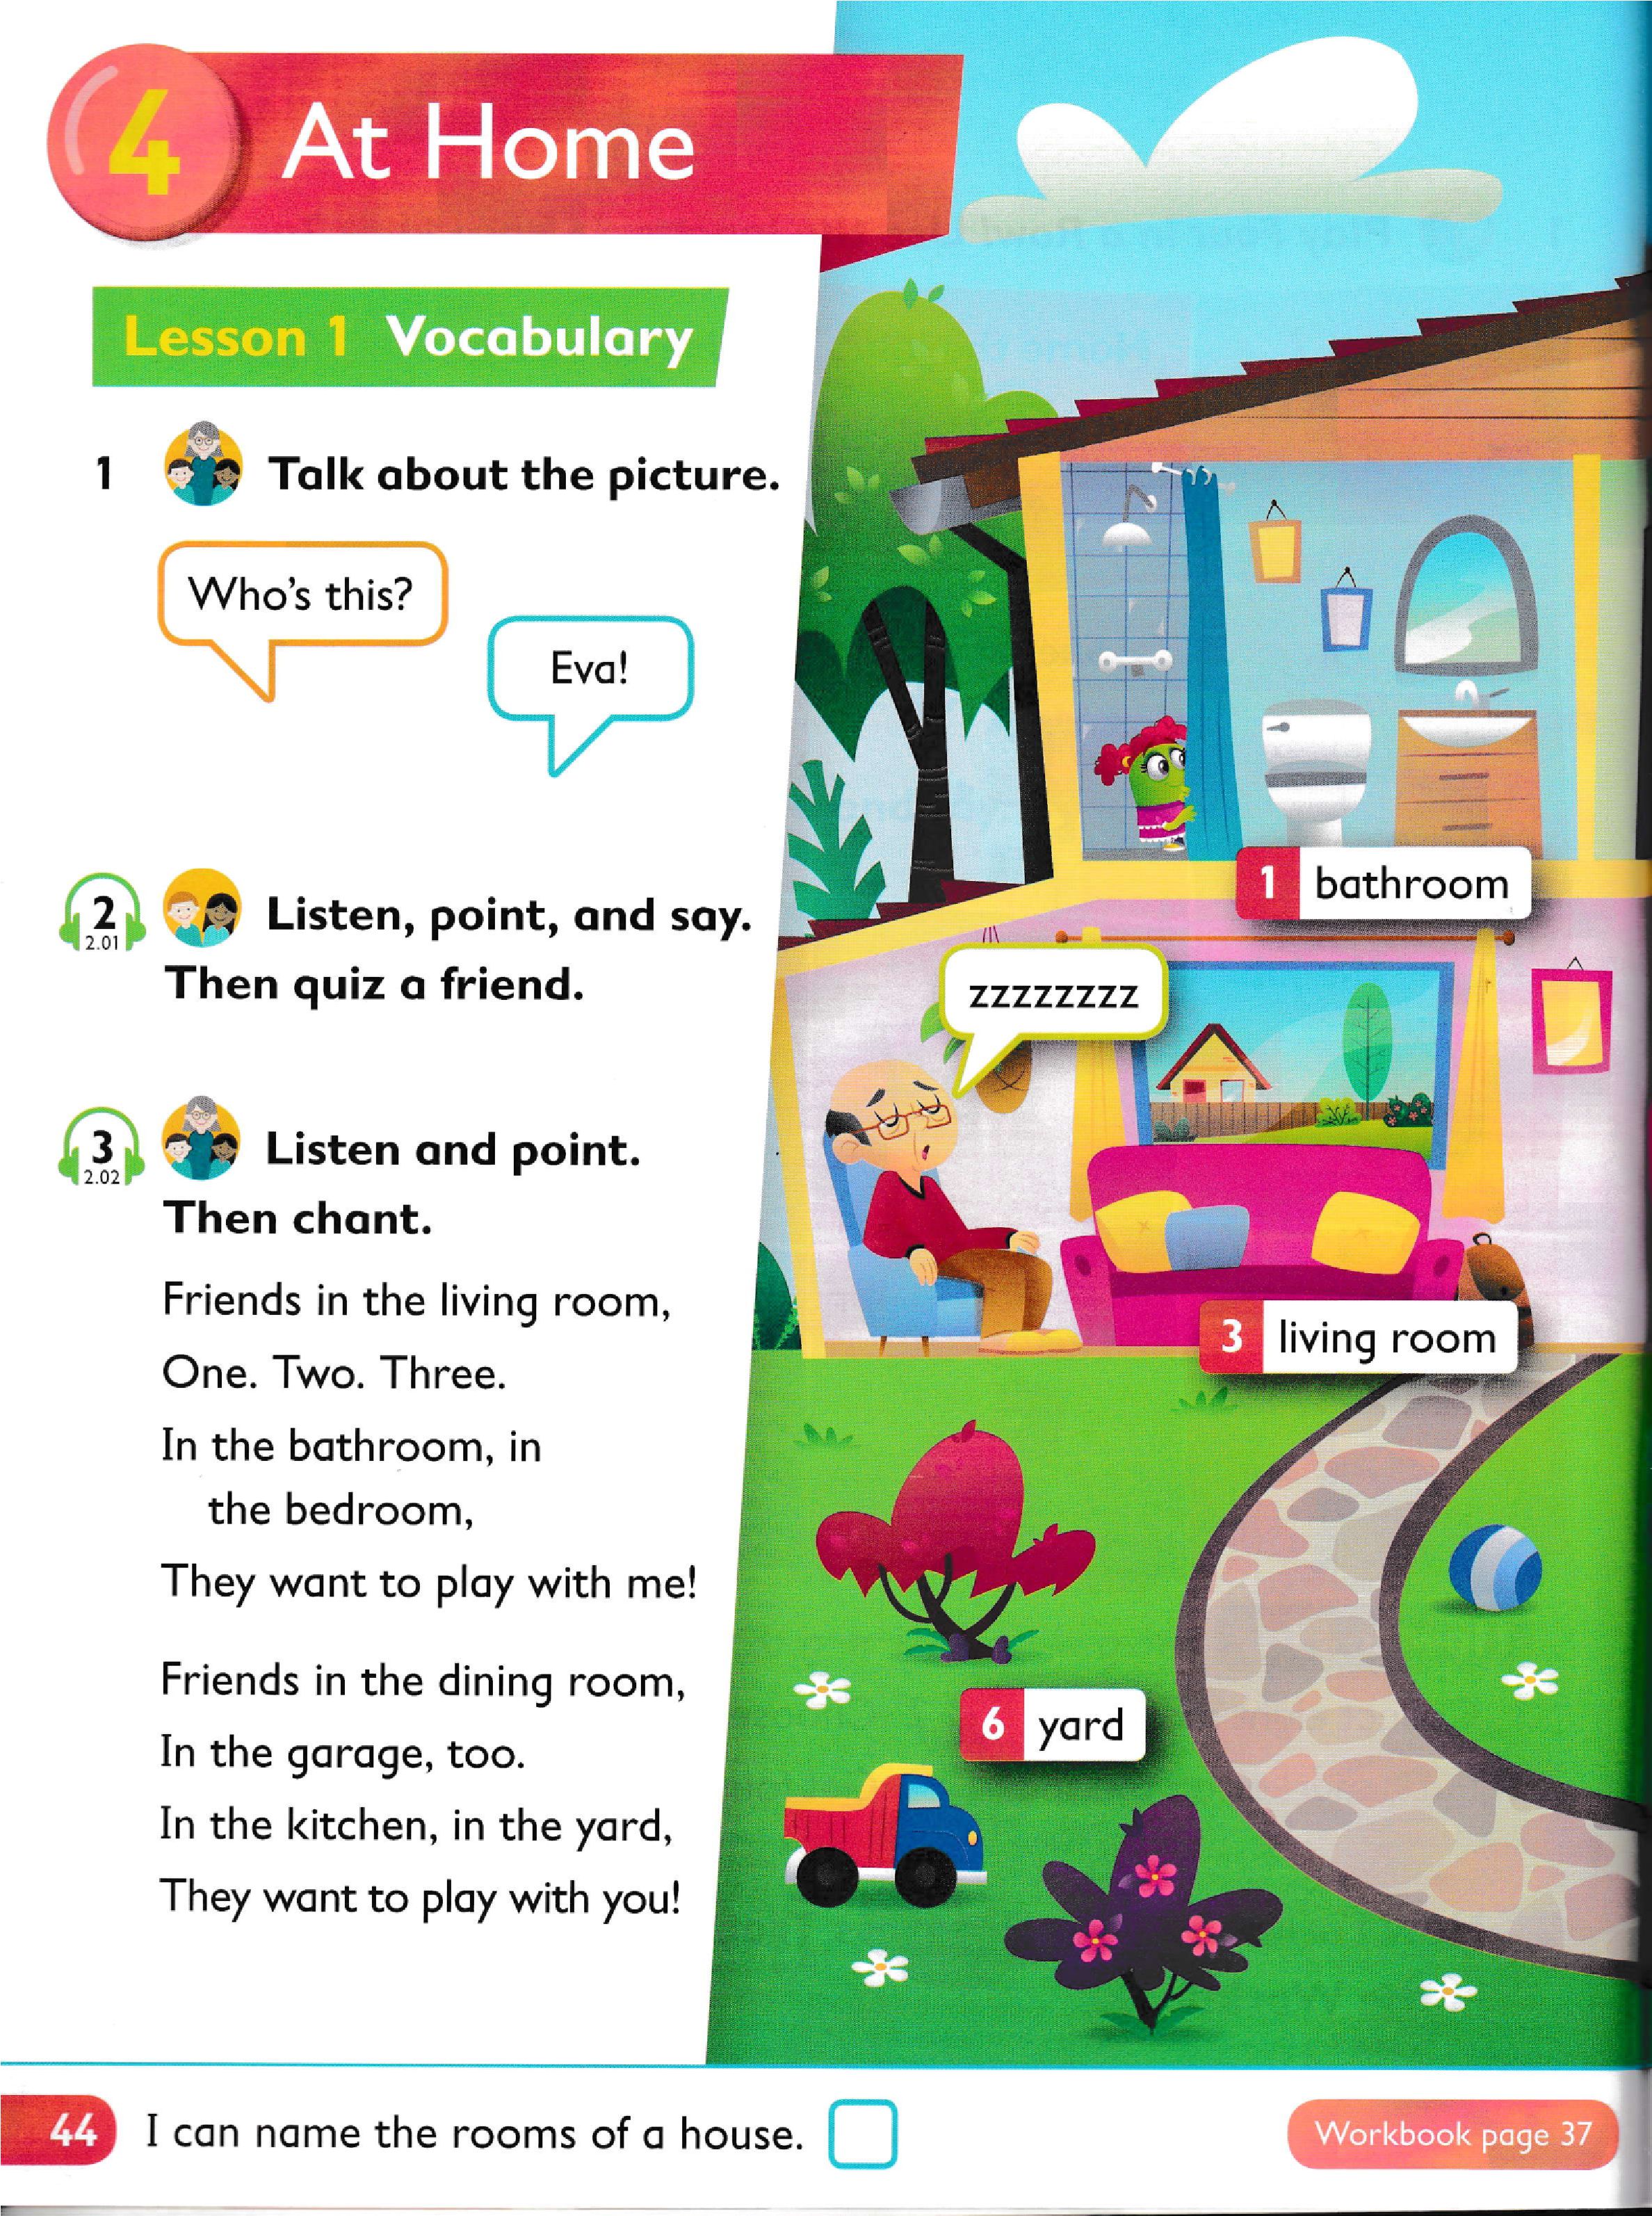 4 At Home
Lesson 1 Vocabulary
1 Talk about the picture.
Who's this?
Eva!
2
2.01
Listen, point, and say.
Then quiz a friend.
3
2.02
Listen and point.
Then chant.
Friends in the living room,
One. Two. Three.
In the bathroom, in
the bedroom,
They want to play with me!
Friends in the dining room,
In the garage, too.
In the kitchen, in the yard,
They want to play with you!
1 bathroom
zzzzzzzzz
3 living room
6 yard
44 I can name the rooms of a house.
Workbook page 37